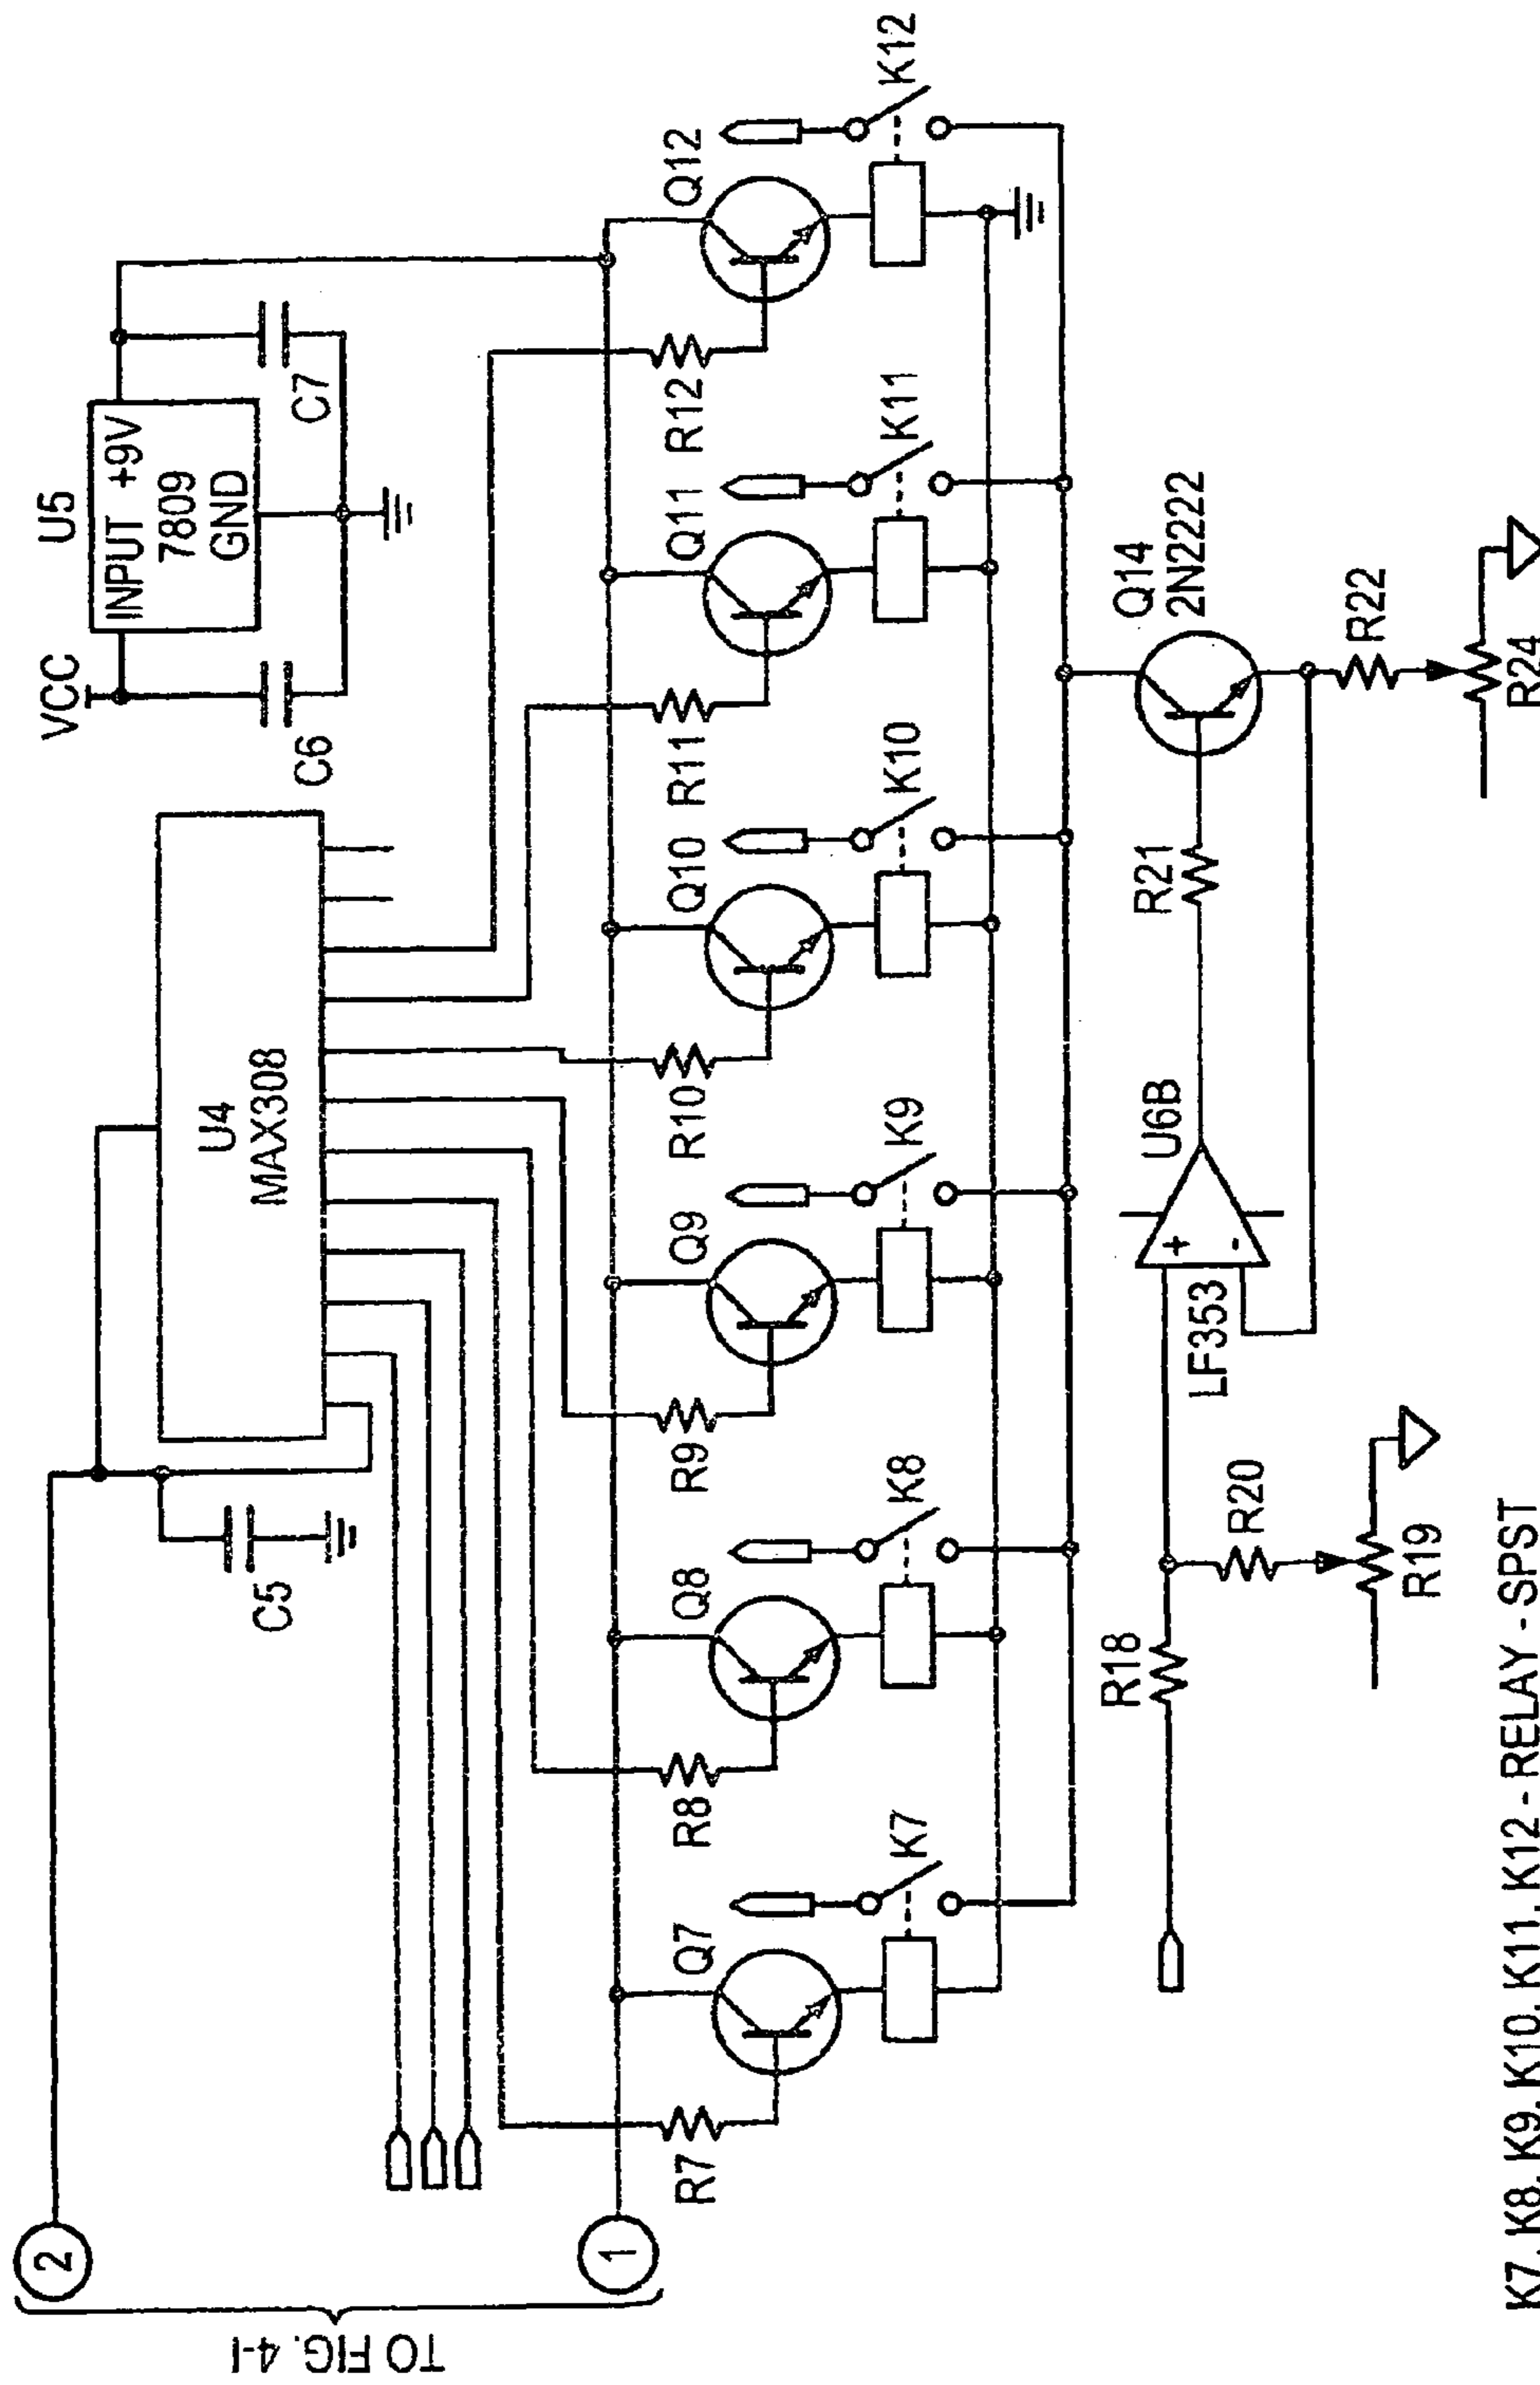 TO FIG. 4-1
2
1
C5
U4
MAX308
VCC
C6
U5
INPUT +9V
7809
GND
C7
R7
Q7
K7
R8
Q8
K8
R9
Q9
K9
R10
Q10
K10
R11
Q11
K11
R12
Q12
K12
R18
R20
R19
LF353
+
-
U6B
R21
Q14
2N2222
R22
R24
K7, K8, K9, K10, K11, K12 - RELAY - SPST